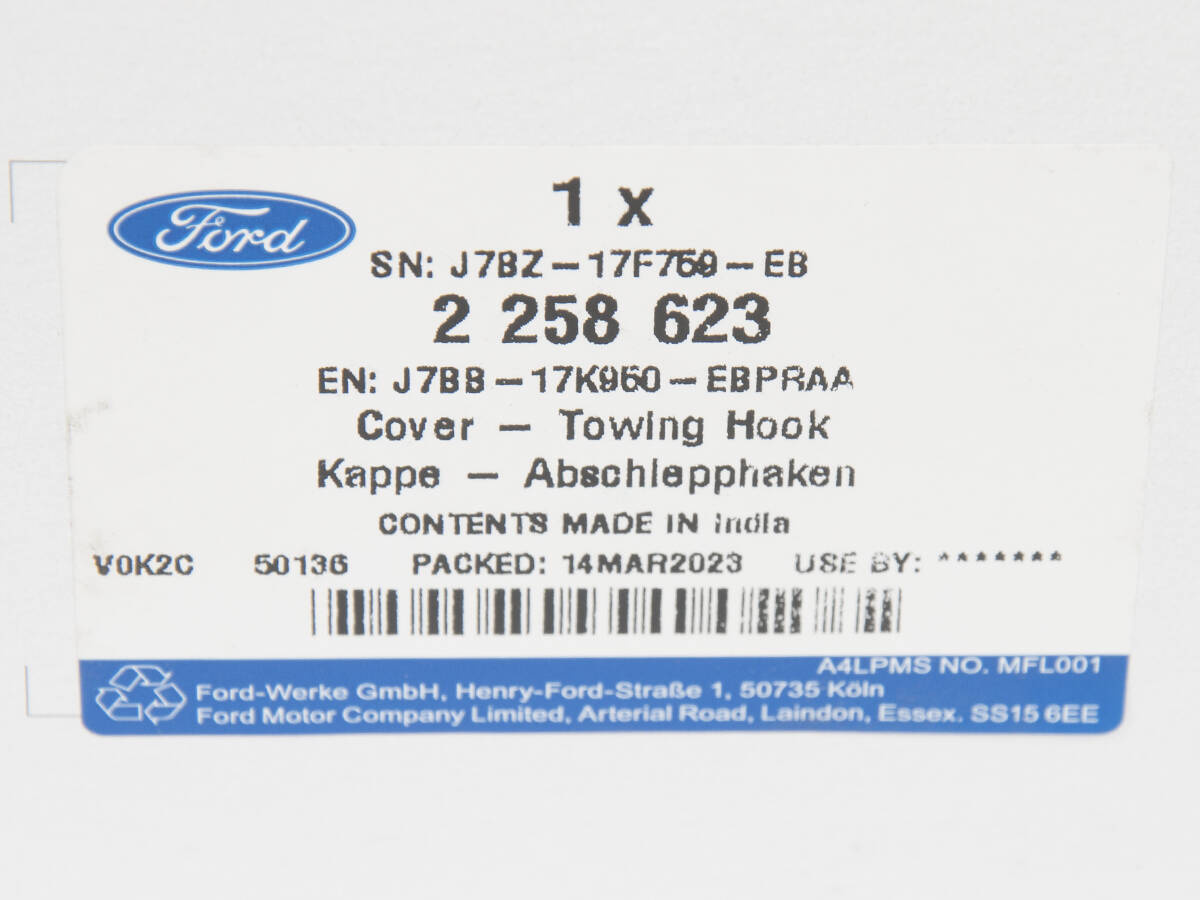 Ford
1 x
SN: J7BZ-17F759-EB
2 258 623
EN: J7BB-17K950-EBPRAA
Cover - Towing Hook
Kappe - Abschlepphaken
CONTENTS MADE IN India
V0K2C 50136 PACKED: 14MAR2023 USE BY: *******
A4LPMS NO. MFL001
Ford-Werke GmbH, Henry-Ford-Straße 1, 50735 Köln
Ford Motor Company Limited, Arterial Road, Laindon, Essex. SS15 6EE